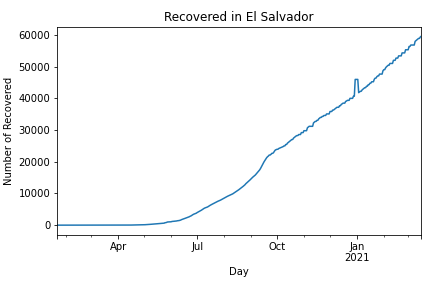 Recovered in El Salvador
60000
50000
40000
30000
20000
10000
0
Number of Recovered
Apr
Jul
Oct
Jan
2021
Day